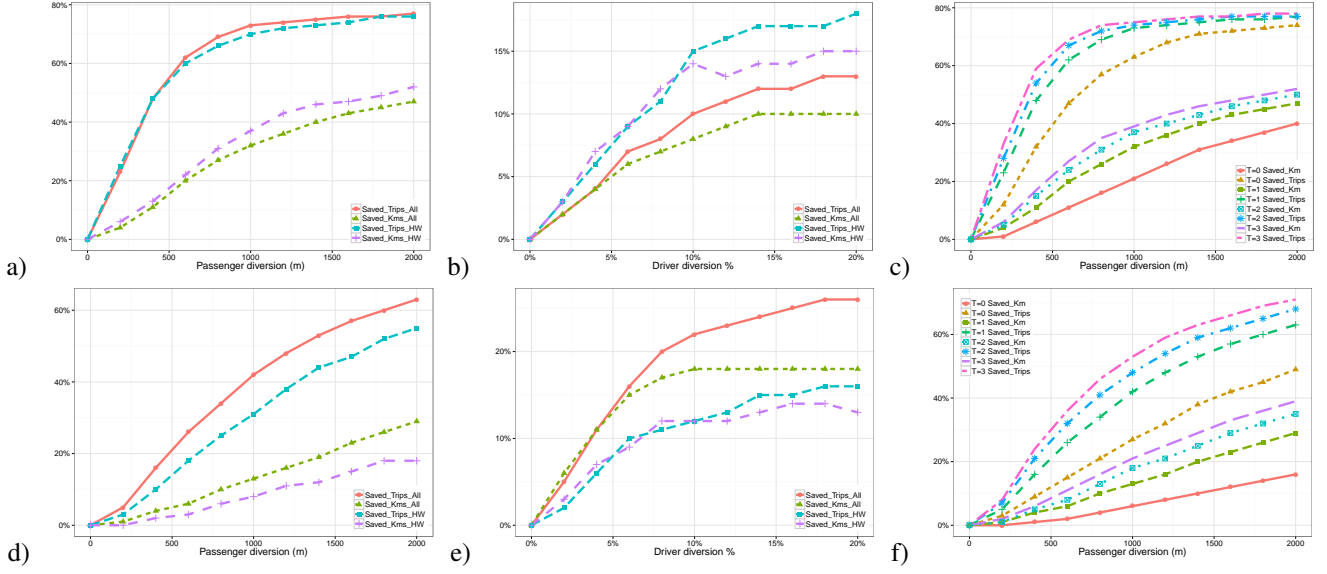 80%
60%
40%
20%
0%
Saved_Trips_All
Saved_Kms_All
Saved_Trips_HW
Saved_Kms_HW
0 500 1000 1500 2000
Passenger diversion (m)
a)
15%
10%
5%
0%
Saved_Trips_All
Saved_Kms_All
Saved_Trips_HW
Saved_Kms_HW
0% 5% 10% 15% 20%
Driver diversion %
b)
80%
60%
40%
20%
0%
T=0 Saved_Km
T=0 Saved_Trips
T=1 Saved_Km
T=1 Saved_Trips
T=2 Saved_Km
T=2 Saved_Trips
T=3 Saved_Km
T=3 Saved_Trips
0 500 1000 1500 2000
Passenger diversion (m)
c)
60%
40%
20%
0%
Saved_Trips_All
Saved_Kms_All
Saved_Trips_HW
Saved_Kms_HW
0 500 1000 1500 2000
Passenger diversion (m)
d)
20%
10%
0%
Saved_Trips_All
Saved_Kms_All
Saved_Trips_HW
Saved_Kms_HW
0% 5% 10% 15% 20%
Driver diversion %
e)
T=0 Saved_Km
T=0 Saved_Trips
T=1 Saved_Km
T=1 Saved_Trips
T=2 Saved_Km
T=2 Saved_Trips
T=3 Saved_Km
T=3 Saved_Trips
60%
40%
20%
0%
0 500 1000 1500 2000
Passenger diversion (m)
f)